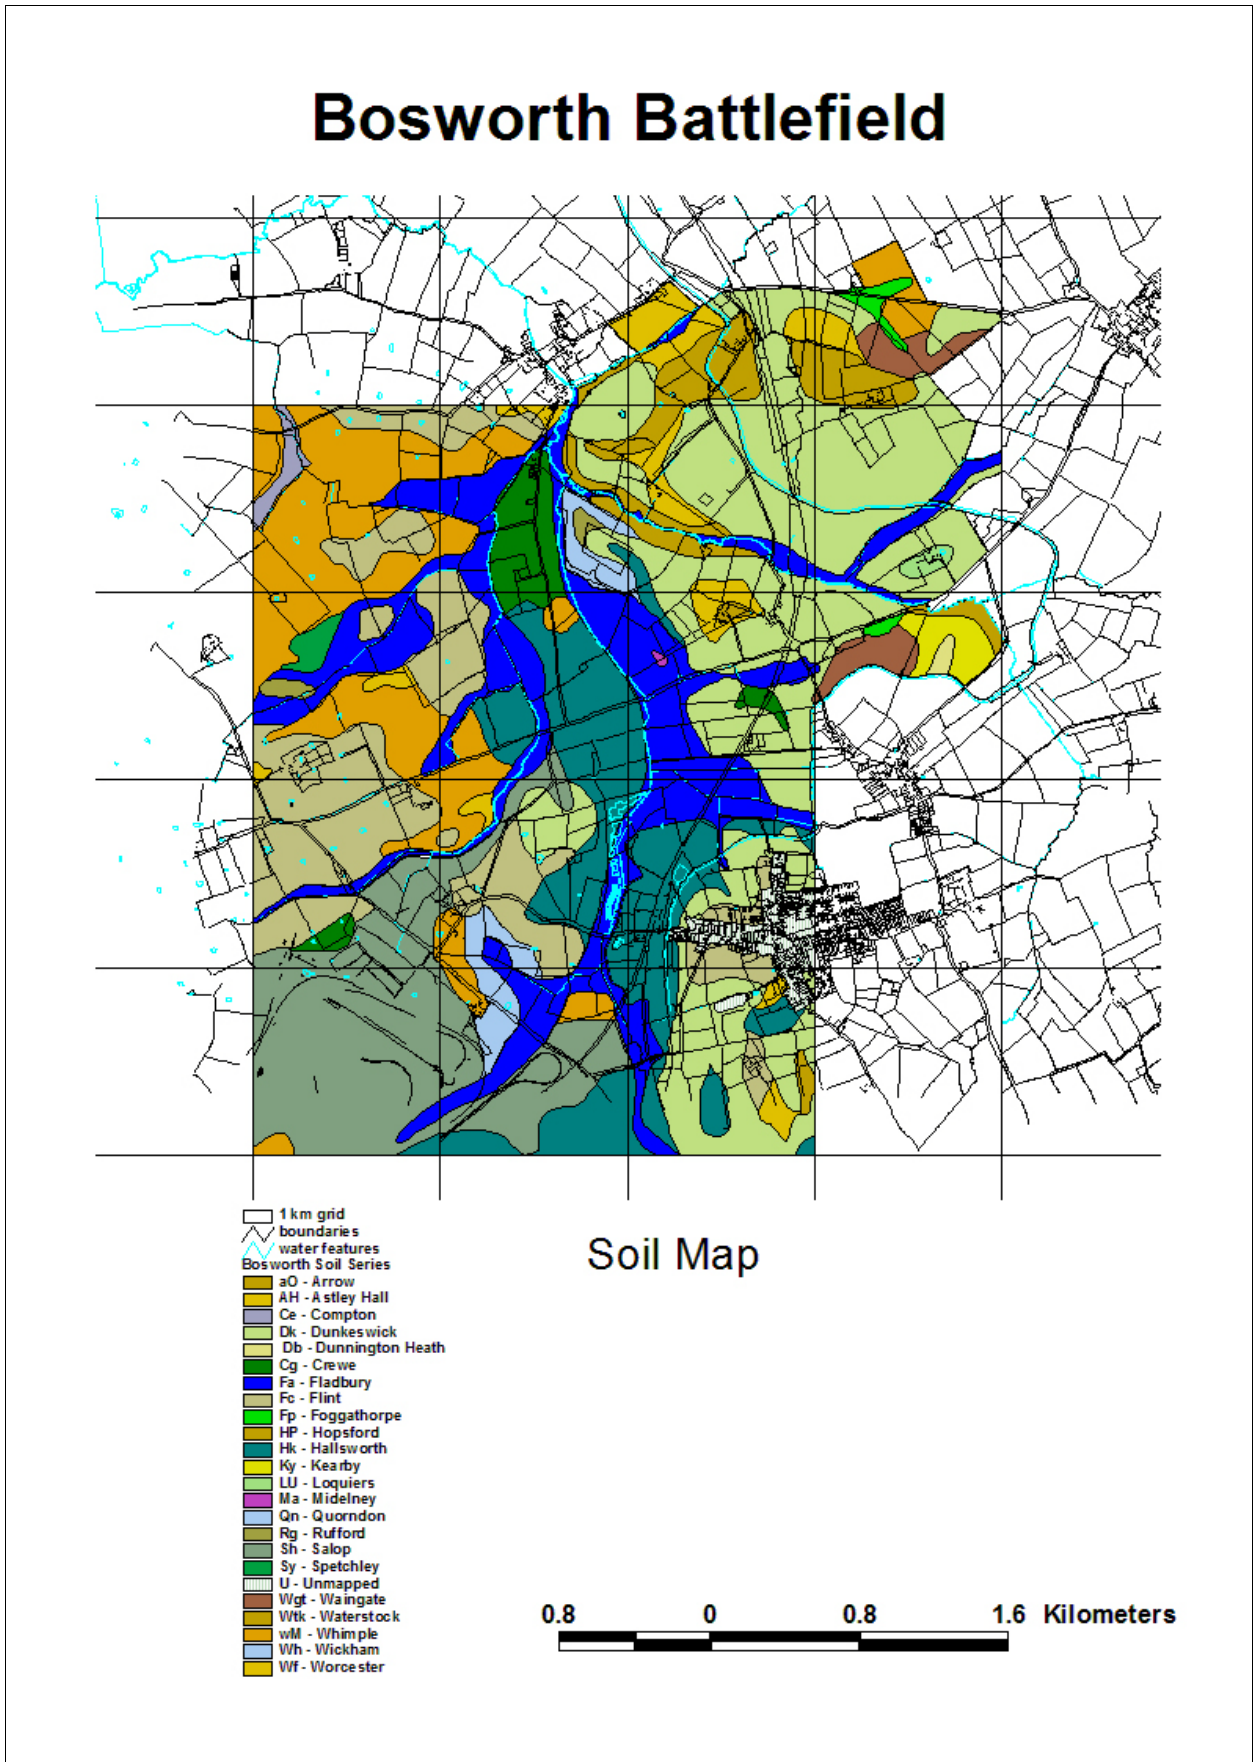 Bosworth Battlefield
1 km grid
boundaries
water features
Bosworth Soil Series
aO - Arrow
AH - Astley Hall
Ce - Compton
Dk - Dunkeswick
Db - Dunnington Heath
Cg - Crewe
Fa - Fladbury
Fc - Flint
Fp - Foggathorpe
HP - Hopsford
Hk - Hallsworth
Ky - Kearby
LU - Loquiers
Ma - Midelney
Qn - Quorndon
Rg - Rufford
Sh - Salop
Sy - Spetchley
U - Unmapped
Wgt - Waingate
Wtk - Waterstock
wM - Whimple
Wh - Wickham
Wf - Worcester
Soil Map
0.8 0 0.8 1.6 Kilometers